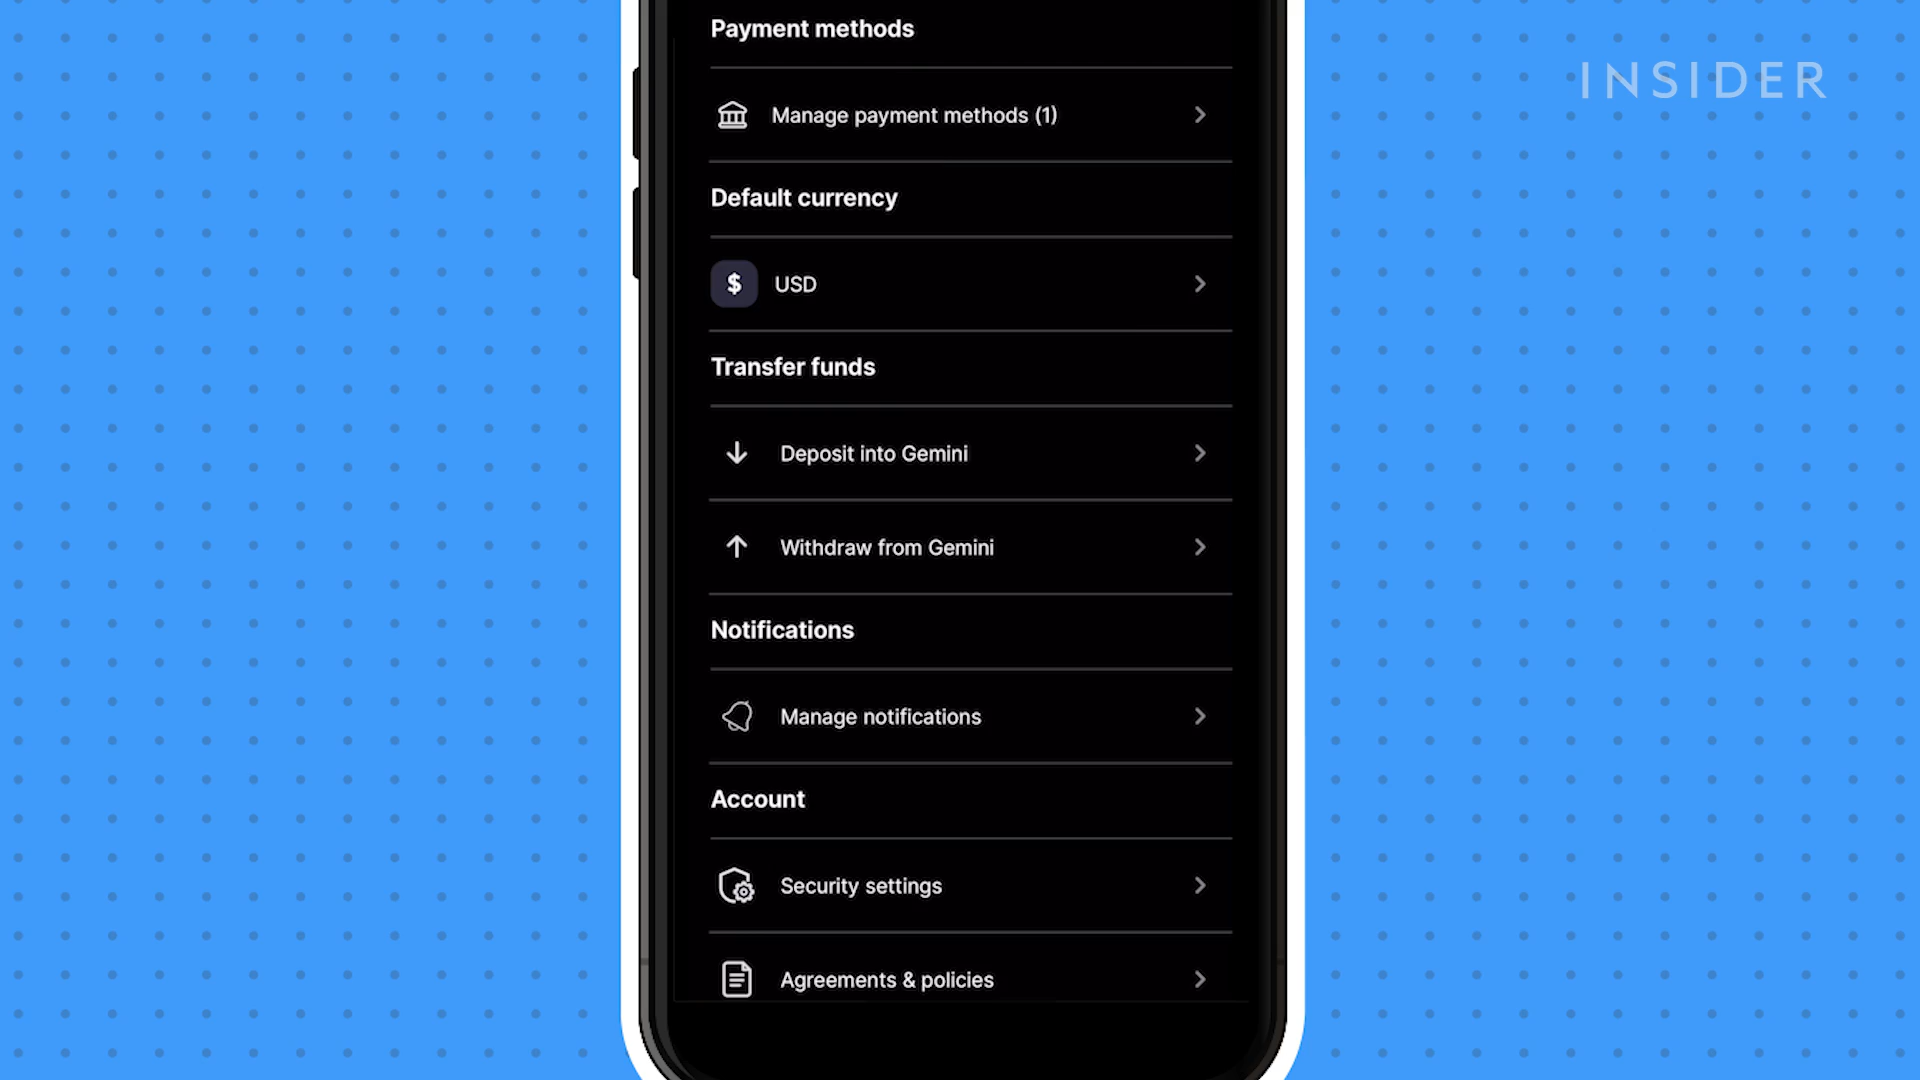 Payment methods
INSIDER
Manage payment methods (1)
Default currency
$ USD
Transfer funds
Deposit into Gemini
Withdraw from Gemini
Notifications
Manage notifications
Account
Security settings
Agreements & policies